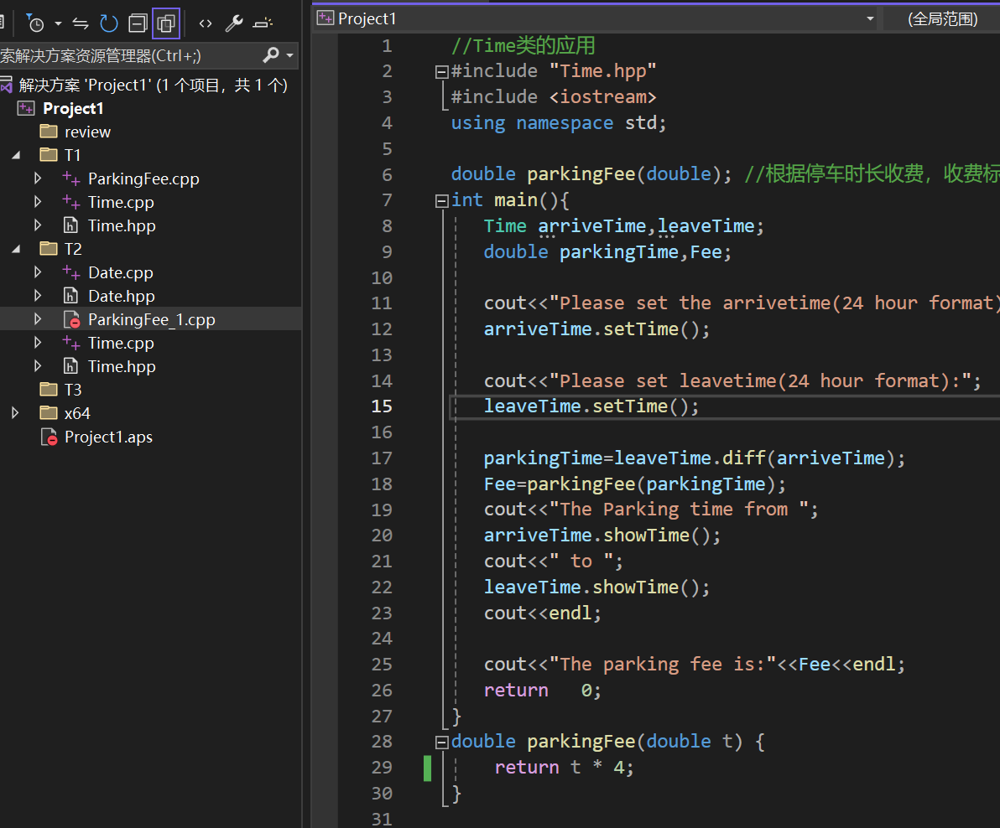 索解决方案资源管理器(Ctrl+;)
解决方案 'Project1' (1 个项目，共 1 个)
Project1
review
T1
ParkingFee.cpp
Time.cpp
Time.hpp
T2
Date.cpp
Date.hpp
ParkingFee_1.cpp
Time.cpp
Time.hpp
T3
x64
Project1.aps
Project1
(全局范围)
1 //Time类的应用
2 #include "Time.hpp"
3 #include <iostream>
4 using namespace std;
5
6 double parkingFee(double); //根据停车时长收费，收费标
7 int main(){
8 Time arriveTime,leaveTime;
9 double parkingTime,Fee;
10
11 cout<<"Please set the arrivetime(24 hour format)
12 arriveTime.setTime();
13
14 cout<<"Please set leavetime(24 hour format):";
15 leaveTime.setTime();
16
17 parkingTime=leaveTime.diff(arriveTime);
18 Fee=parkingFee(parkingTime);
19 cout<<"The Parking time from ";
20 arriveTime.showTime();
21 cout<<" to ";
22 leaveTime.showTime();
23 cout<<endl;
24
25 cout<<"The parking fee is:"<<Fee<<endl;
26 return   0;
27 }
28 double parkingFee(double t) {
29 return t * 4;
30 }
31